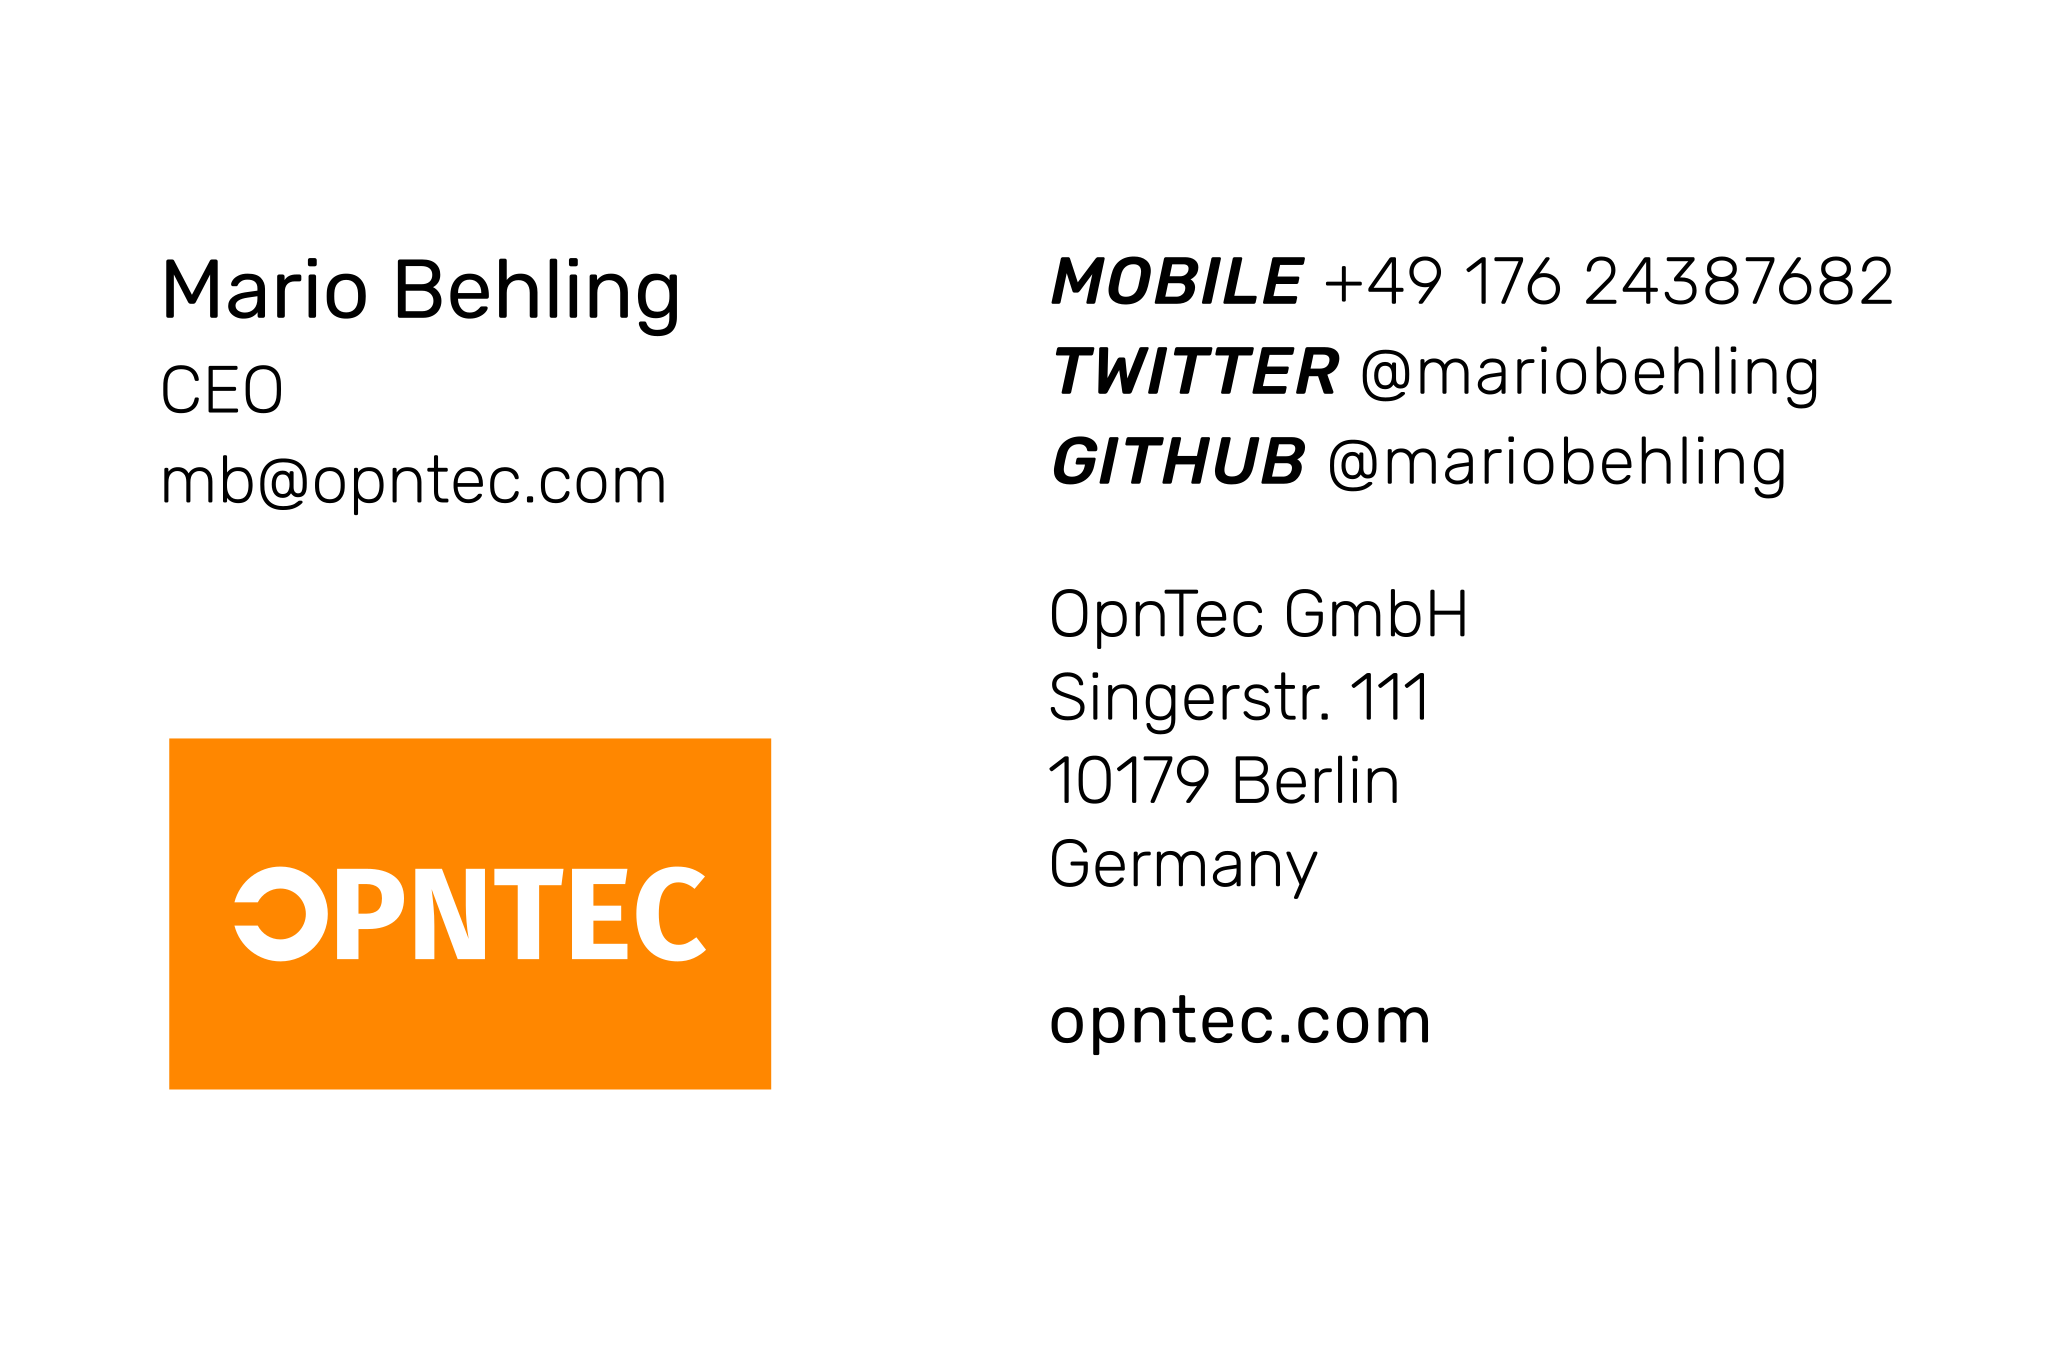 Mario Behling
CEO
mb@opntec.com
OPNTEC
MOBILE +49 176 24387682
TWITTER @mariobehling
GITHUB @mariobehling
OpnTec GmbH
Singerstr. 111
10179 Berlin
Germany
opntec.com